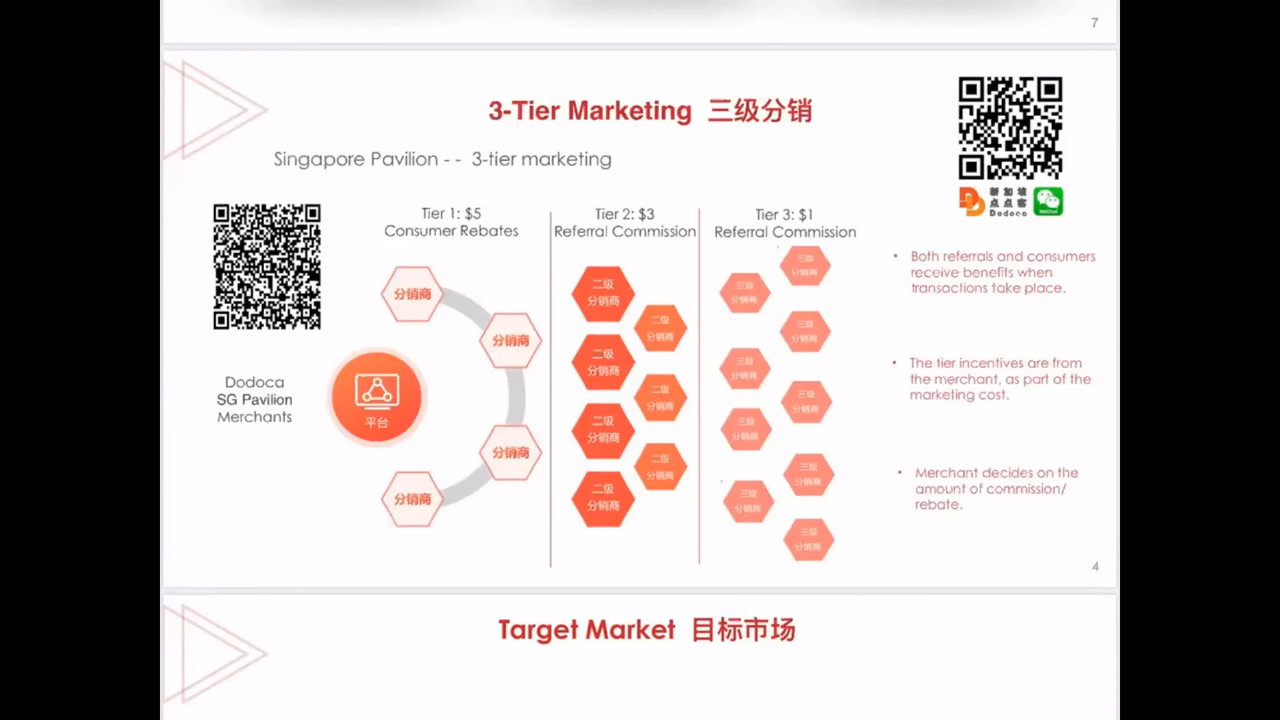 7
3-Tier Marketing 三级分销
Singapore Pavilion - - 3-tier marketing
新加坡
点点客
Dodoca
WeChat
Dodoca
SG Pavilion
Merchants
平台
Tier 1: $5
Consumer Rebates
分销商
分销商
分销商
分销商
Tier 2: $3
Referral Commission
二级
分销商
二级
分销商
二级
分销商
二级
分销商
二级
分销商
二级
分销商
二级
分销商
Tier 3: $1
Referral Commission
三级
分销商
三级
分销商
三级
分销商
三级
分销商
三级
分销商
三级
分销商
三级
分销商
三级
分销商
三级
分销商
• Both referrals and consumers
receive benefits when
transactions take place.
• The tier incentives are from
the merchant, as part of the
marketing cost.
• Merchant decides on the
amount of commission/
rebate.
4
Target Market 目标市场